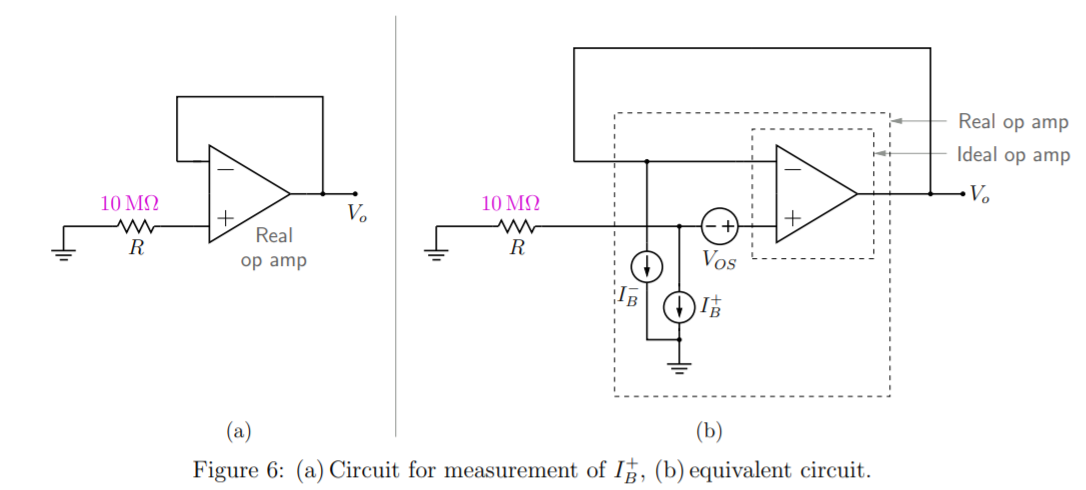 10 MΩ
R
−
+
Real
op amp
V_o
(a)
10 MΩ
R
−
+
− +
V_OS
I_B^−
I_B^+
Real op amp
Ideal op amp
V_o
(b)
Figure 6: (a) Circuit for measurement of I_B^+, (b) equivalent circuit.